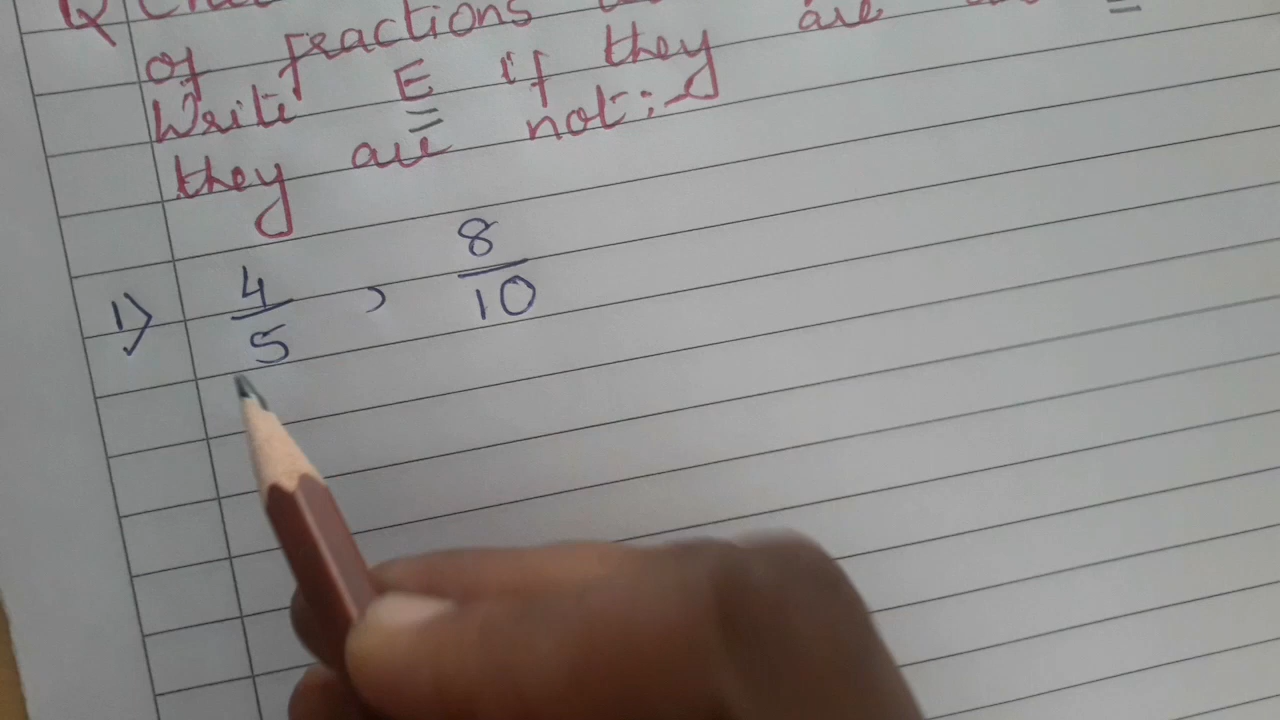 Q
of fractions
Write E if they are
they are not:-
1) 4/5 , 8/10